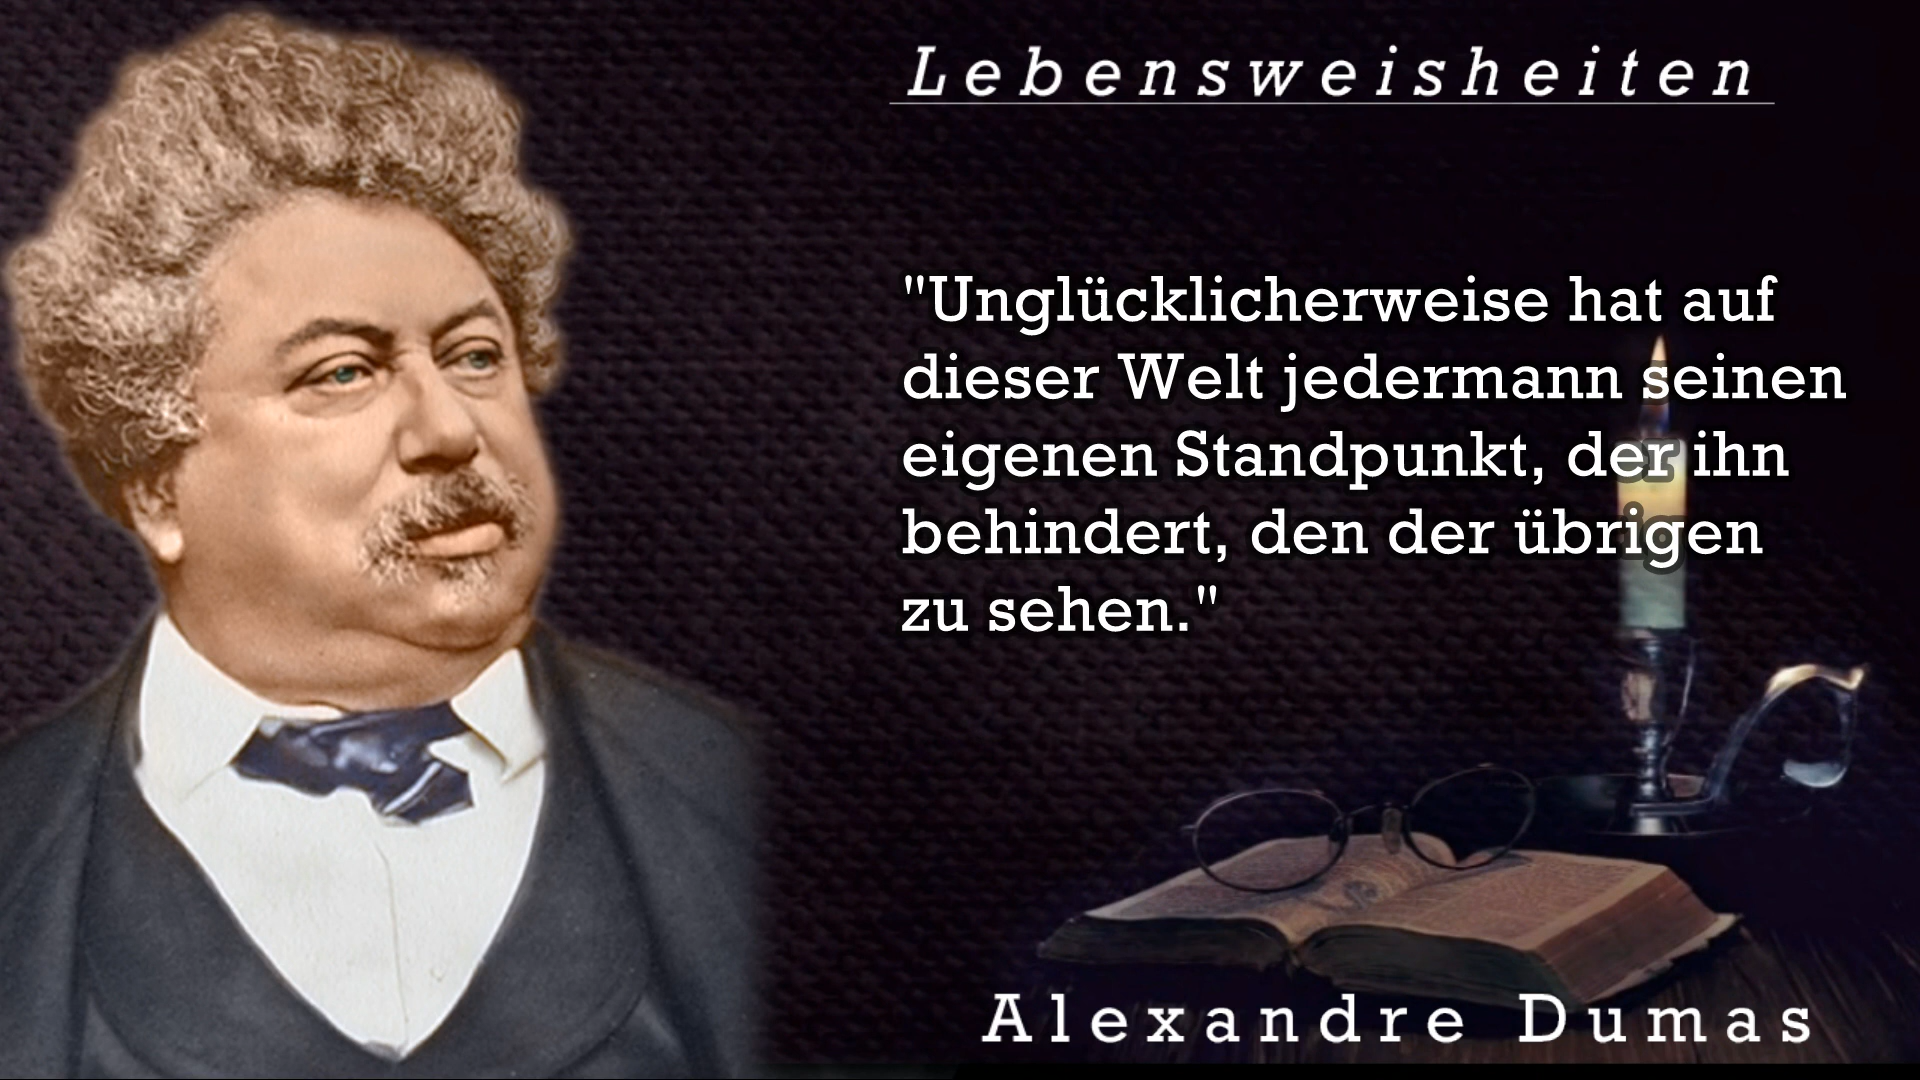 Lebensweisheiten
"Unglücklicherweise hat auf
dieser Welt jedermann seinen
eigenen Standpunkt, der ihn
behindert, den der übrigen
zu sehen."
Alexandre Dumas